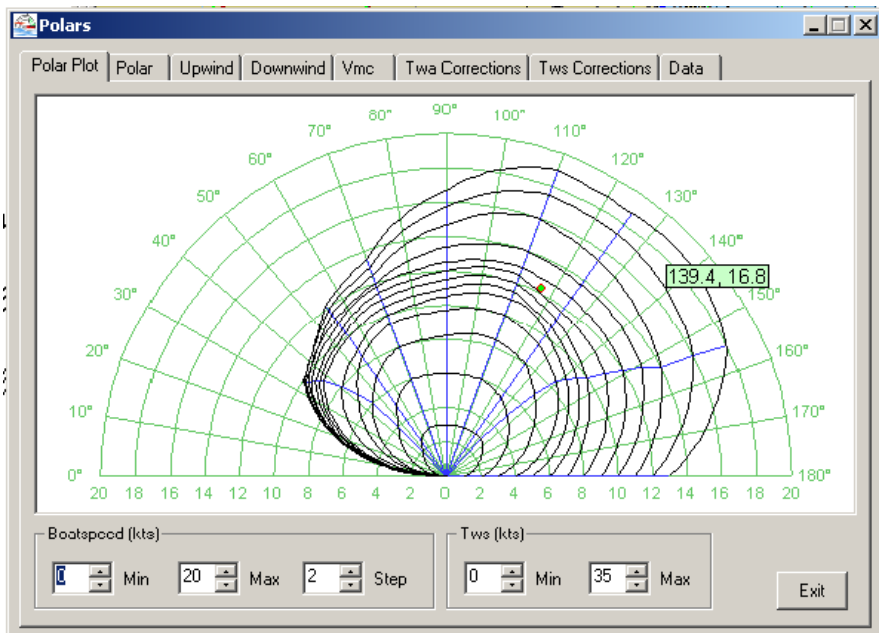 Polars
Polar Plot Polar Upwind Downwind Vmc Twa Corrections Tws Corrections Data
90°
80° 100°
70° 110°
60° 120°
50° 130°
40° 140°
139.4, 16.8
30° 150°
20° 160°
10° 170°
0° 180°
20 18 16 14 12 10 8 6 4 2 0 2 4 6 8 10 12 14 16 18 20
Boatspeed (kts) Tws (kts)
0 Min 20 Max 2 Step 0 Min 35 Max
Exit